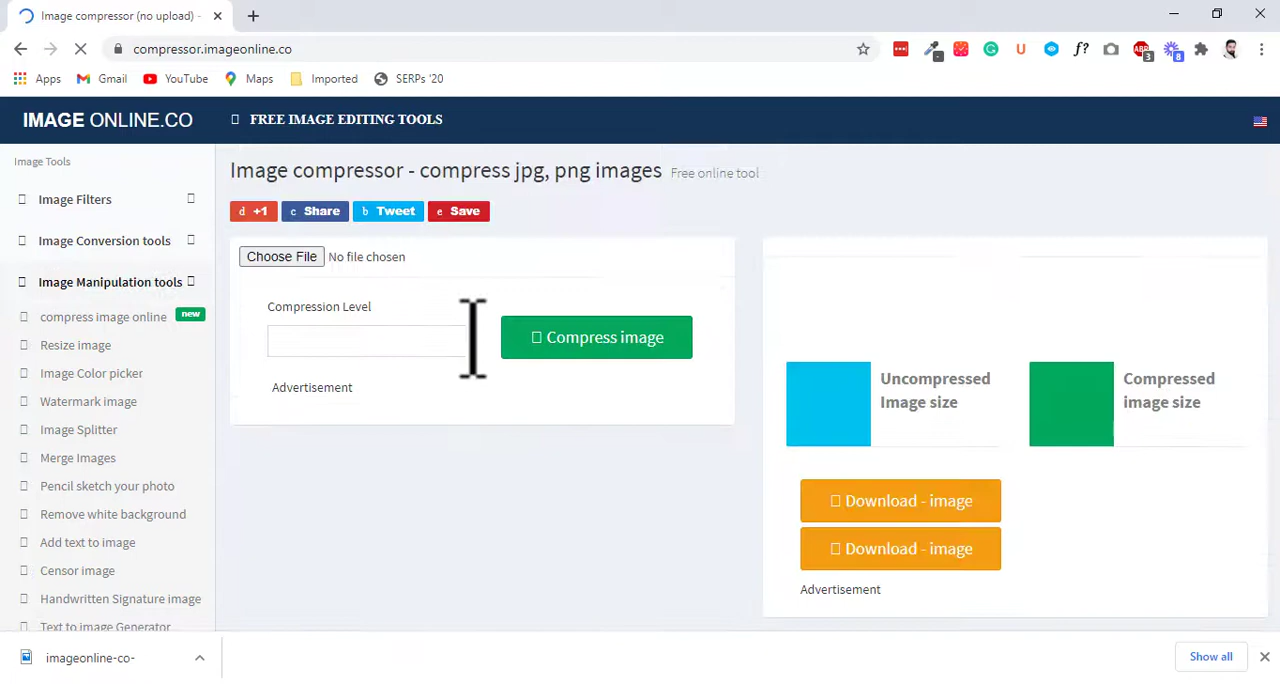 Image compressor (no upload) -
compressor.imageonline.co
ABP
3
8
f?
U
Apps
Gmail
YouTube
Maps
Imported
SERPs '20
IMAGE ONLINE.CO
FREE IMAGE EDITING TOOLS
Image Tools
Image Filters
Image Conversion tools
Image Manipulation tools
compress image online
new
Resize image
Image Color picker
Watermark image
Image Splitter
Merge Images
Pencil sketch your photo
Remove white background
Add text to image
Censor image
Handwritten Signature image
Text to image Generator
Image compressor - compress jpg, png images Free online tool
d +1
c Share
b Tweet
e Save
Choose File No file chosen
Compression Level
Compress image
Advertisement
Uncompressed
Image size
Compressed
image size
Download - image
Download - image
Advertisement
imageonline-co-
Show all